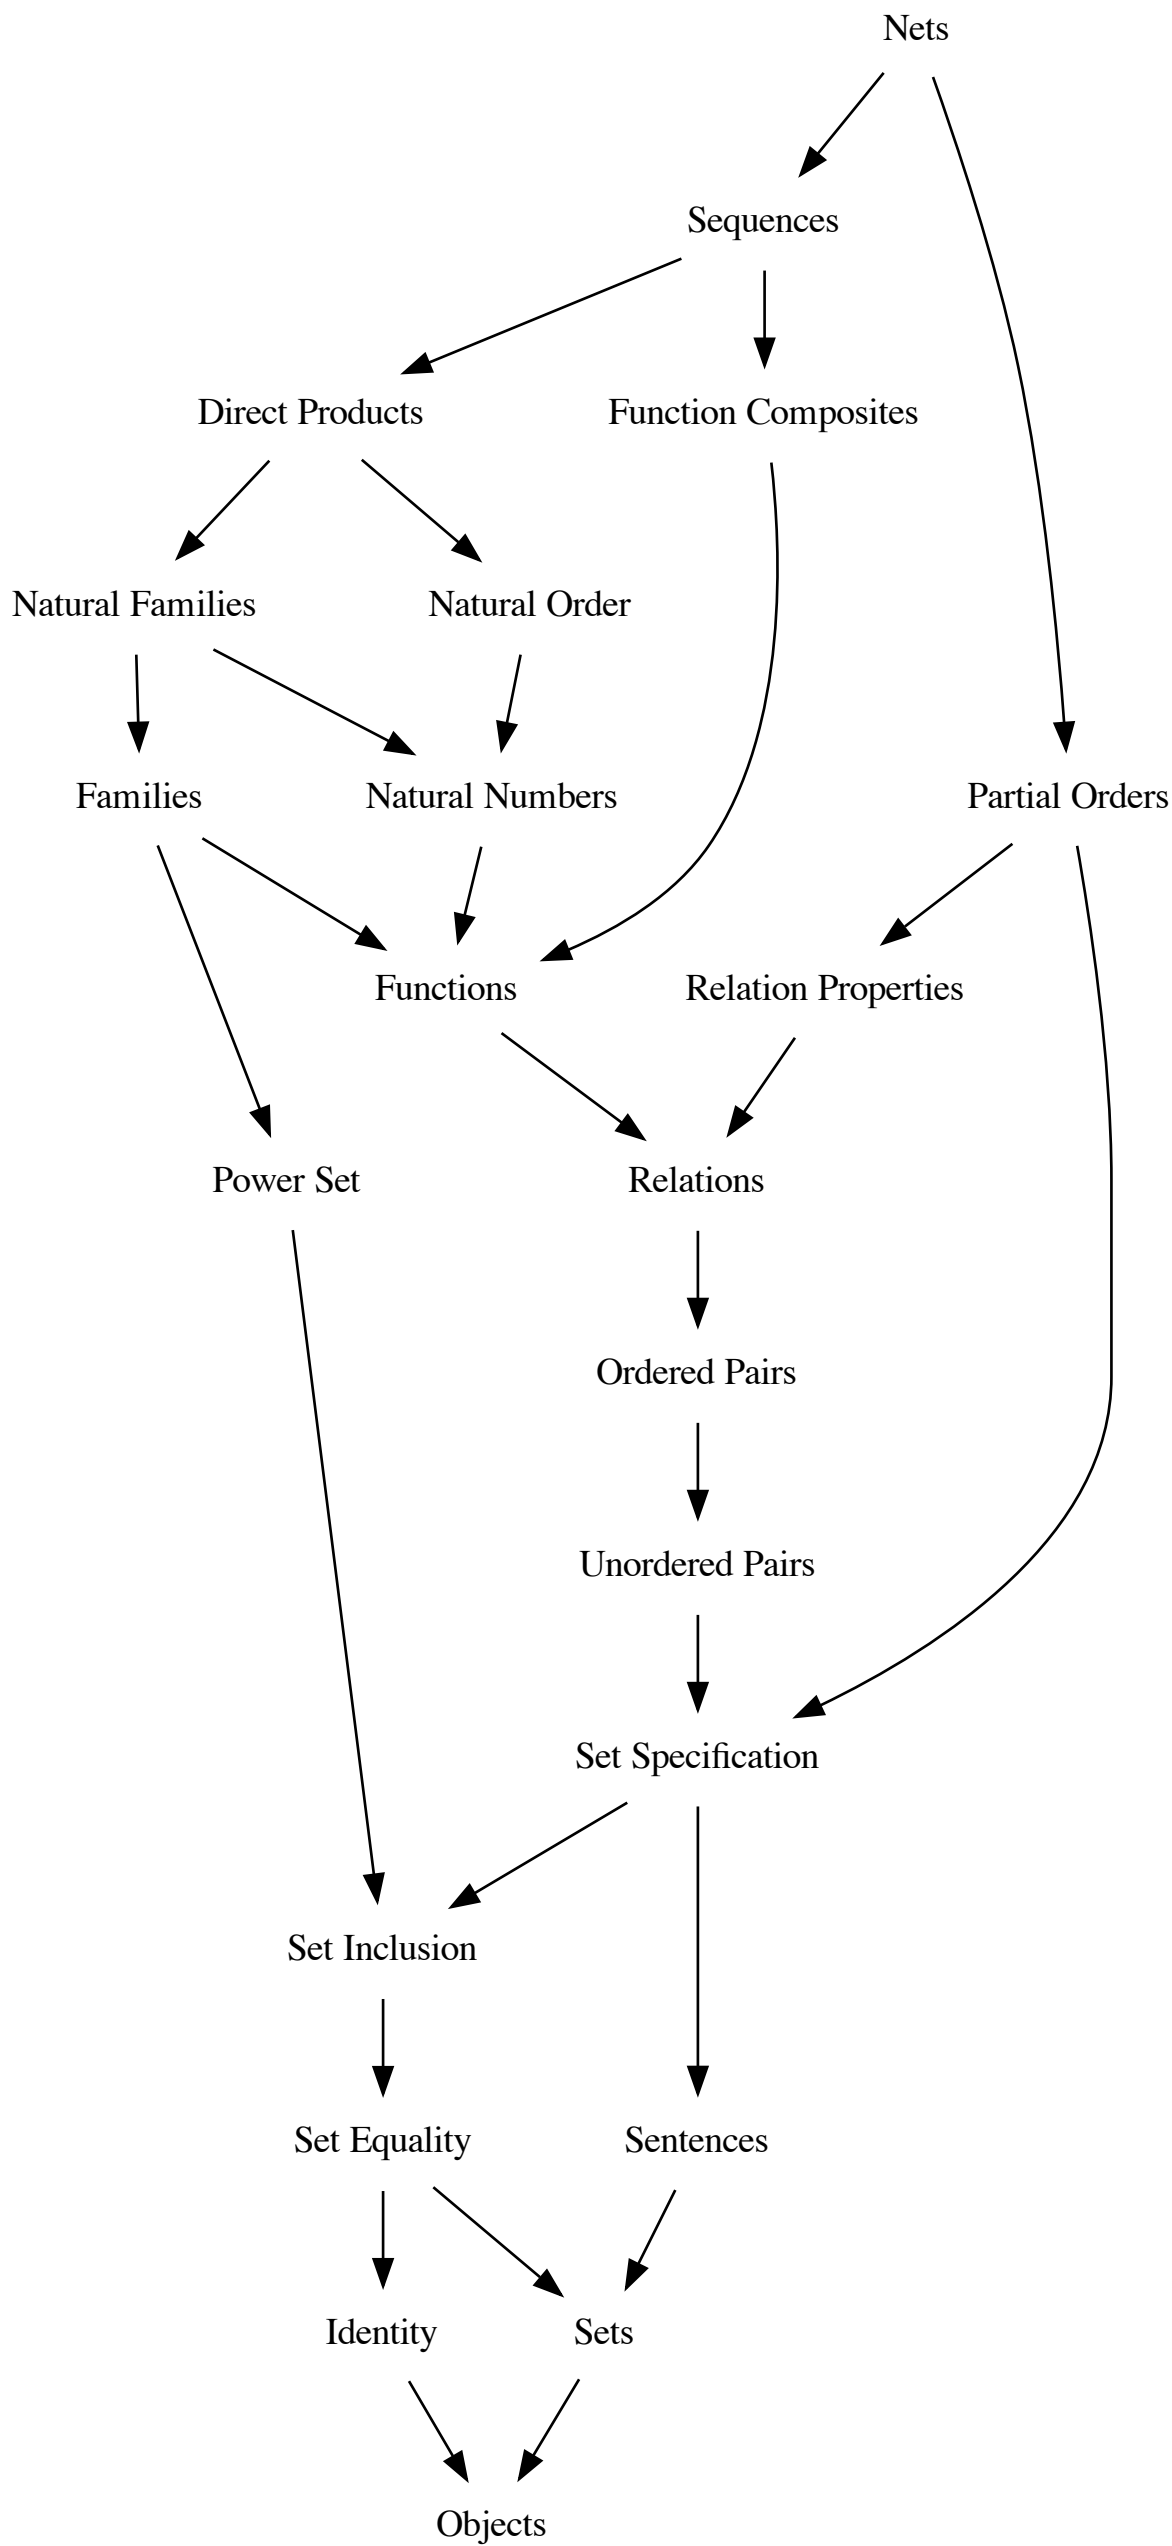 Nets
Sequences
Direct Products
Function Composites
Natural Families
Natural Order
Families
Natural Numbers
Partial Orders
Functions
Relation Properties
Power Set
Relations
Ordered Pairs
Unordered Pairs
Set Specification
Set Inclusion
Set Equality
Sentences
Identity
Sets
Objects